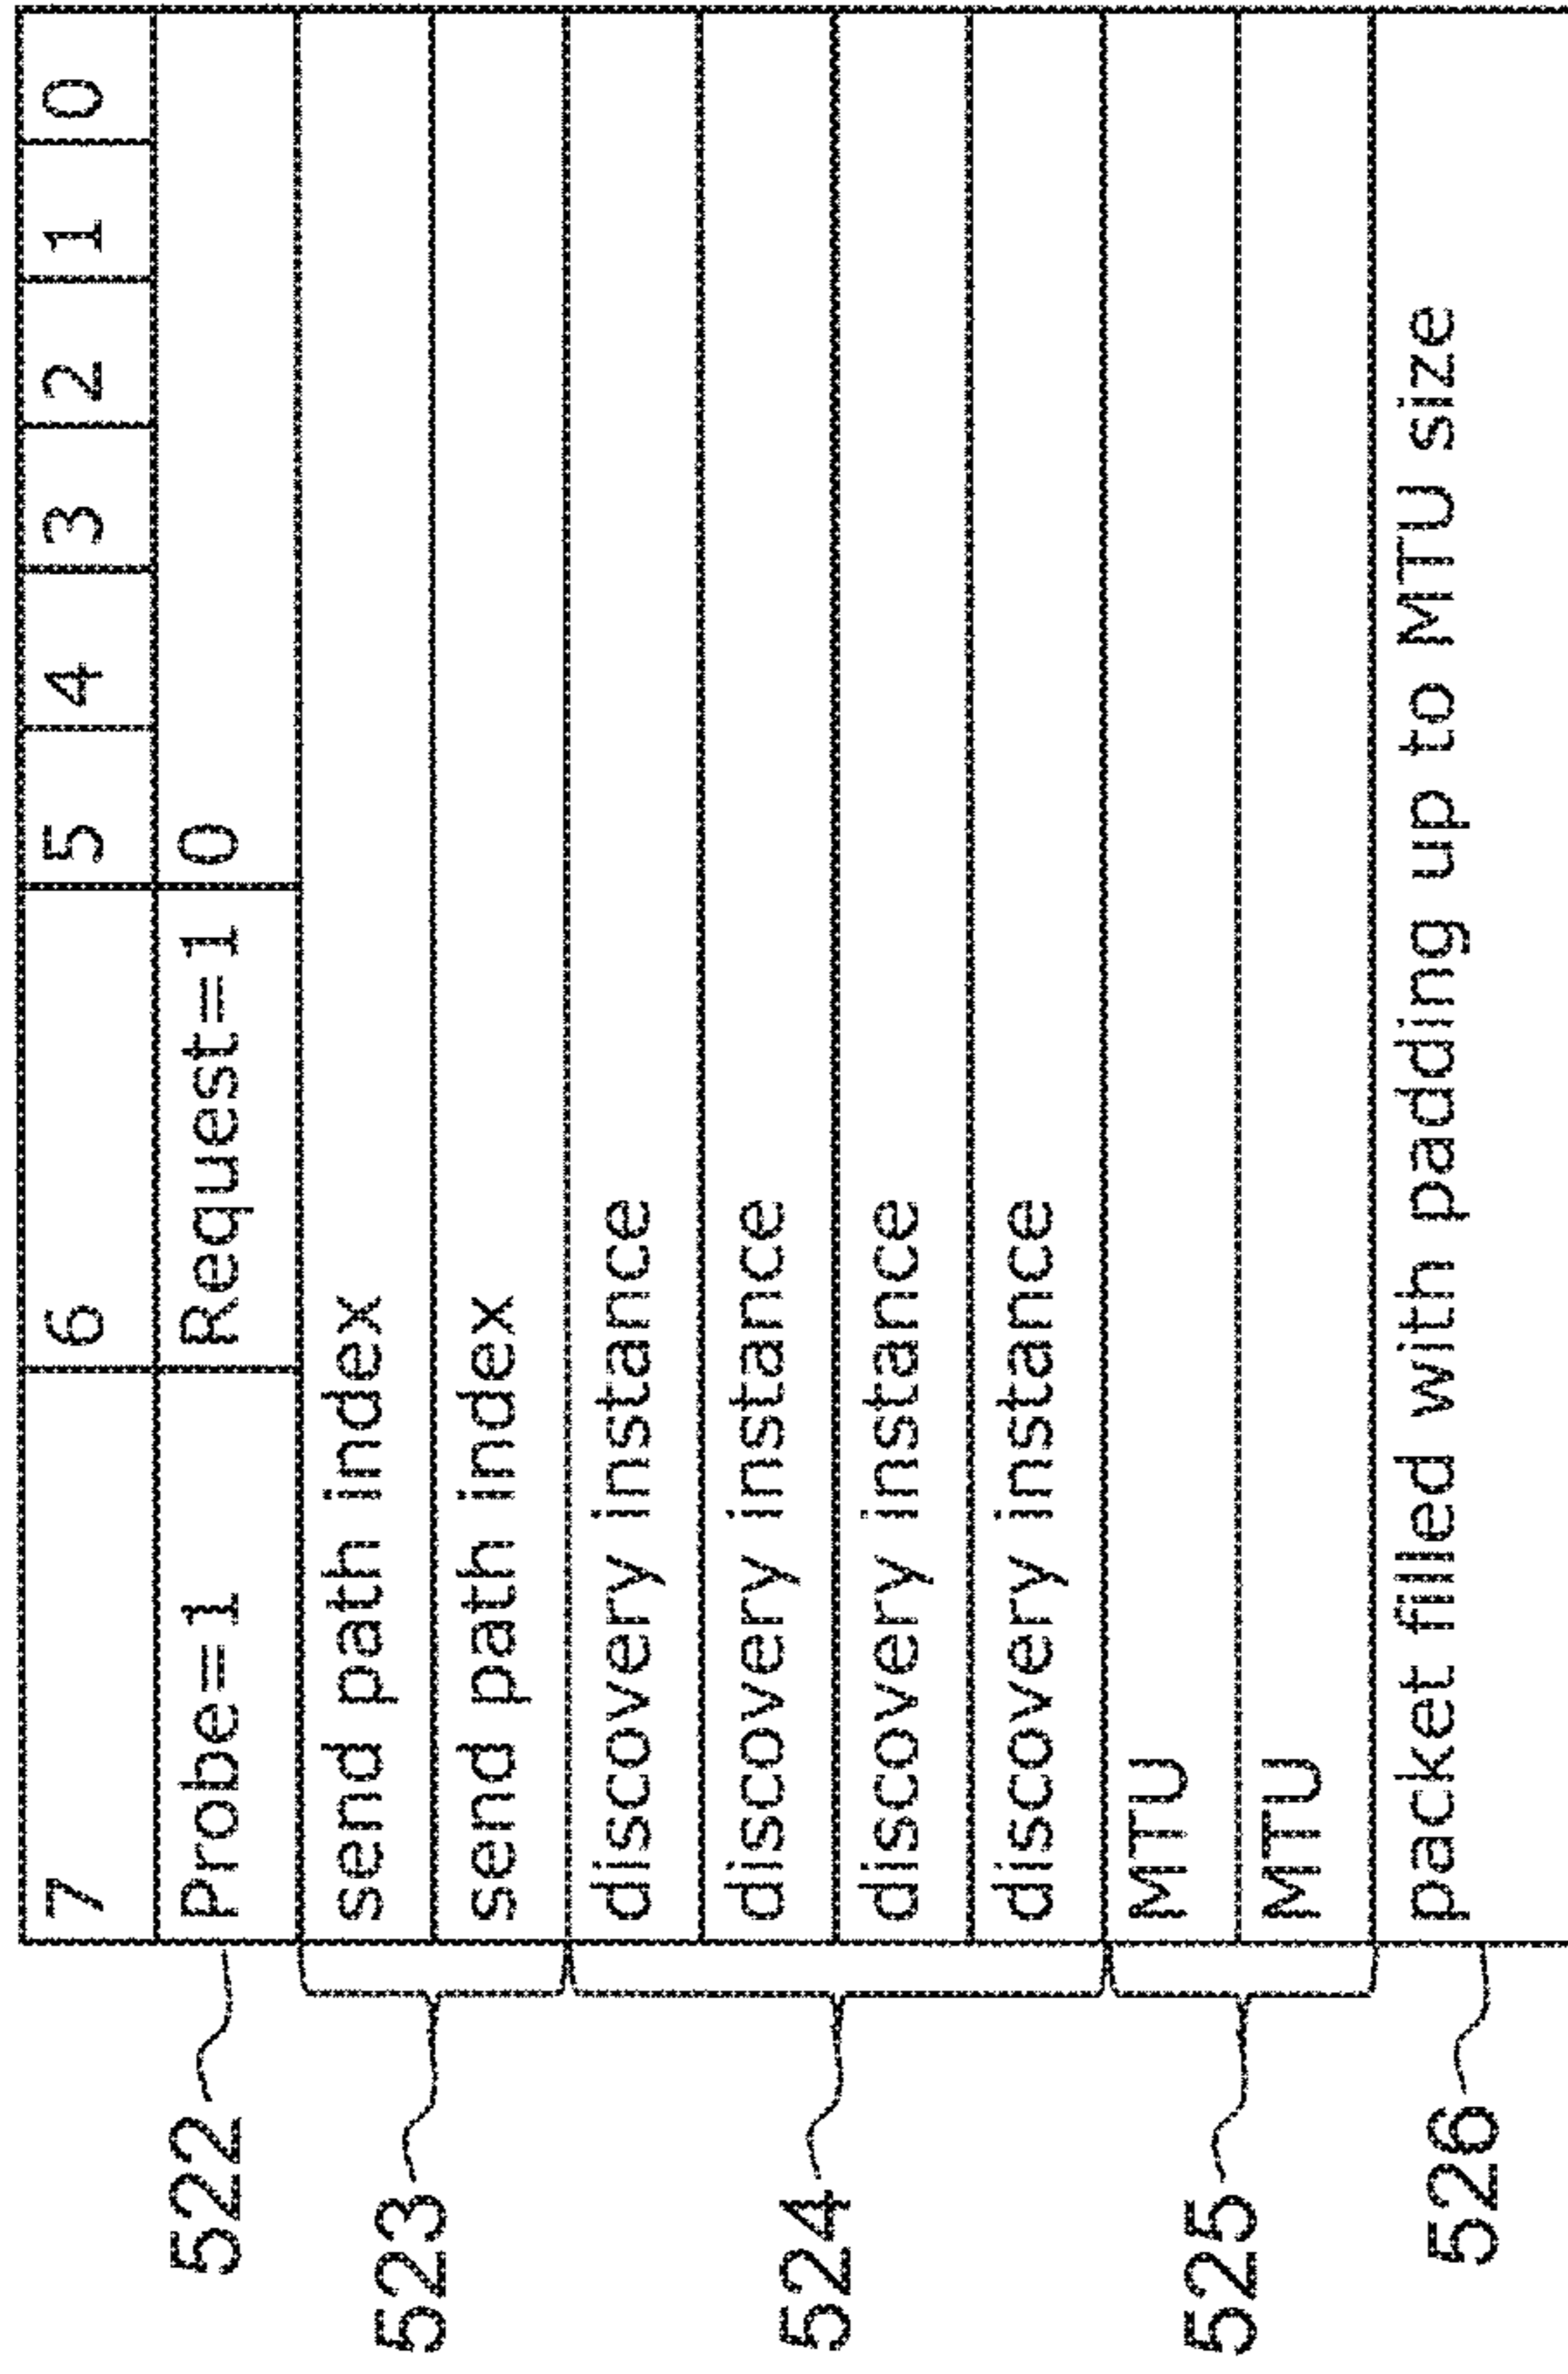 7 6 5 4 3 2 1 0
522 Probe=1 Request=1 0
523 send path index
send path index
524 discovery instance
discovery instance
discovery instance
discovery instance
525 MTU
MTU
526 packet filled with padding up to MTU size